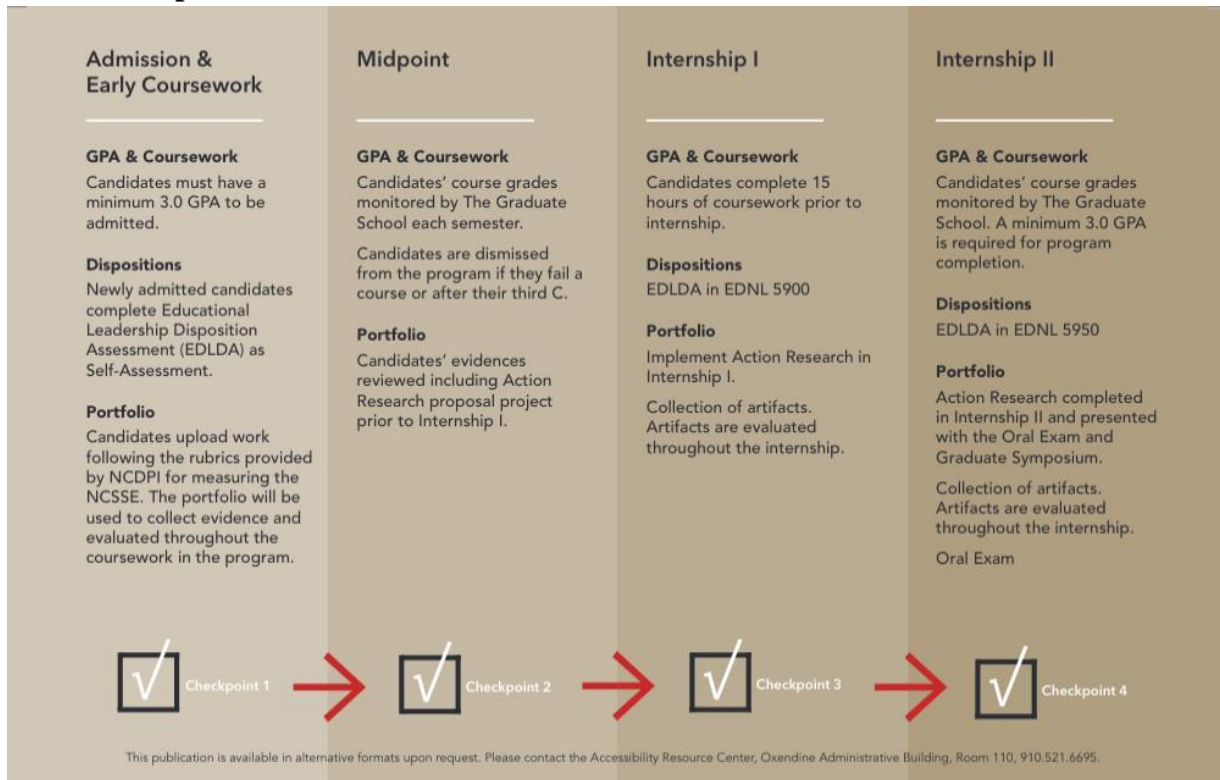 Admission &
Early Coursework
GPA & Coursework
Candidates must have a
minimum 3.0 GPA to be
admitted.
Dispositions
Newly admitted candidates
complete Educational
Leadership Disposition
Assessment (EDLDA) as
Self-Assessment.
Portfolio
Candidates upload work
following the rubrics provided
by NCDPI for measuring the
NCSSE. The portfolio will be
used to collect evidence and
evaluated throughout the
coursework in the program.
Midpoint
GPA & Coursework
Candidates' course grades
monitored by The Graduate
School each semester.
Candidates are dismissed
from the program if they fail a
course or after their third C.
Portfolio
Candidates' evidences
reviewed including Action
Research proposal project
prior to Internship I.
Internship I
GPA & Coursework
Candidates complete 15
hours of coursework prior to
internship.
Dispositions
EDLDA in EDNL 5900
Portfolio
Implement Action Research in
Internship I.
Collection of artifacts.
Artifacts are evaluated
throughout the internship.
Internship II
GPA & Coursework
Candidates' course grades
monitored by The Graduate
School. A minimum 3.0 GPA
is required for program
completion.
Dispositions
EDLDA in EDNL 5950
Portfolio
Action Research completed
in Internship II and presented
with the Oral Exam and
Graduate Symposium.
Collection of artifacts.
Artifacts are evaluated
throughout the internship.
Oral Exam
Checkpoint 1
Checkpoint 2
Checkpoint 3
Checkpoint 4
This publication is available in alternative formats upon request. Please contact the Accessibility Resource Center, Oxendine Administrative Building, Room 110, 910.521.6695.